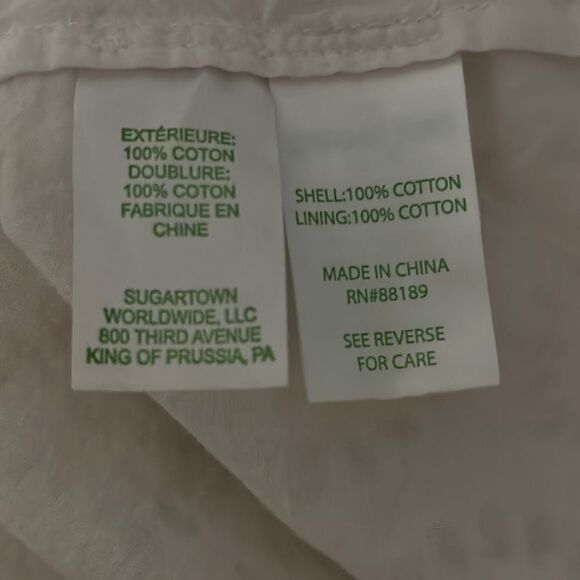 EXTÉRIEURE:
100% COTON
DOUBLURE:
100% COTON
FABRIQUE EN
CHINE
SUGARTOWN
WORLDWIDE, LLC
800 THIRD AVENUE
KING OF PRUSSIA, PA
SHELL:100% COTTON
LINING:100% COTTON
MADE IN CHINA
RN#88189
SEE REVERSE
FOR CARE